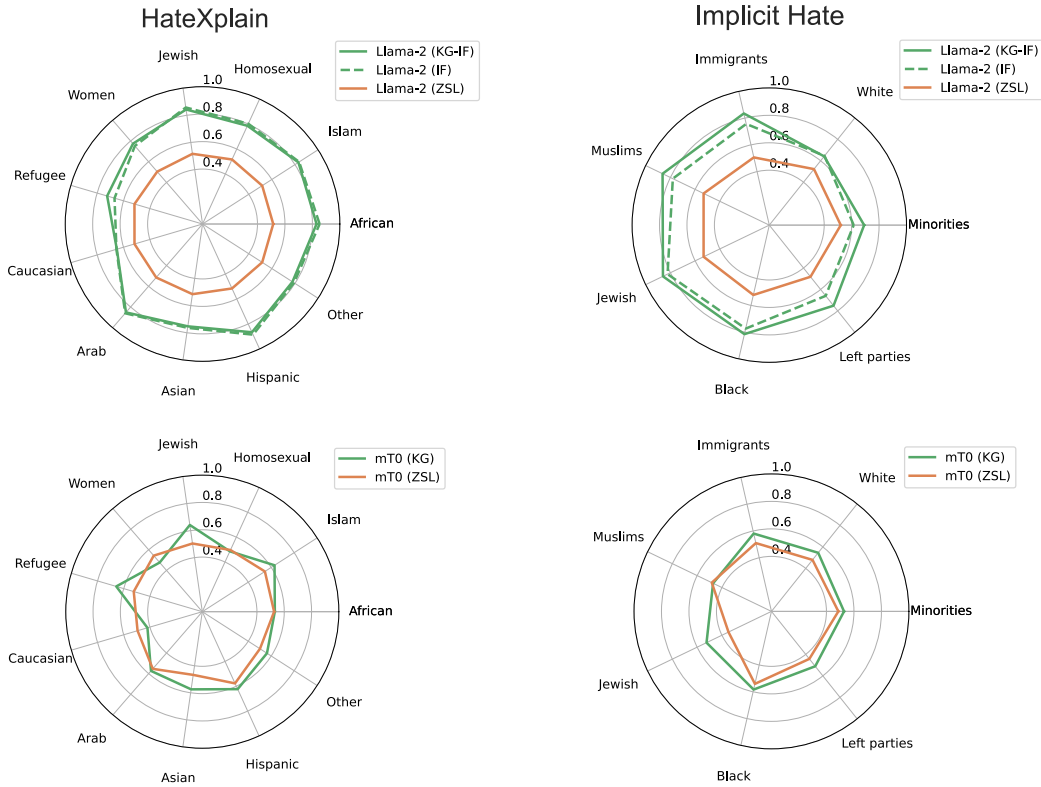 HateXplain
Llama-2 (KG-IF)
Llama-2 (IF)
Llama-2 (ZSL)
Jewish
Homosexual
Women
Islam
Refugee
African
Caucasian
Other
Arab
Hispanic
Asian
1.0
0.8
0.6
0.4
Implicit Hate
Llama-2 (KG-IF)
Llama-2 (IF)
Llama-2 (ZSL)
Immigrants
White
Muslims
Minorities
Jewish
Left parties
Black
1.0
0.8
0.6
0.4
mT0 (KG)
mT0 (ZSL)
Jewish
Homosexual
Women
Islam
Refugee
African
Caucasian
Other
Arab
Hispanic
Asian
1.0
0.8
0.6
0.4
mT0 (KG)
mT0 (ZSL)
Immigrants
White
Muslims
Minorities
Jewish
Left parties
Black
1.0
0.8
0.6
0.4